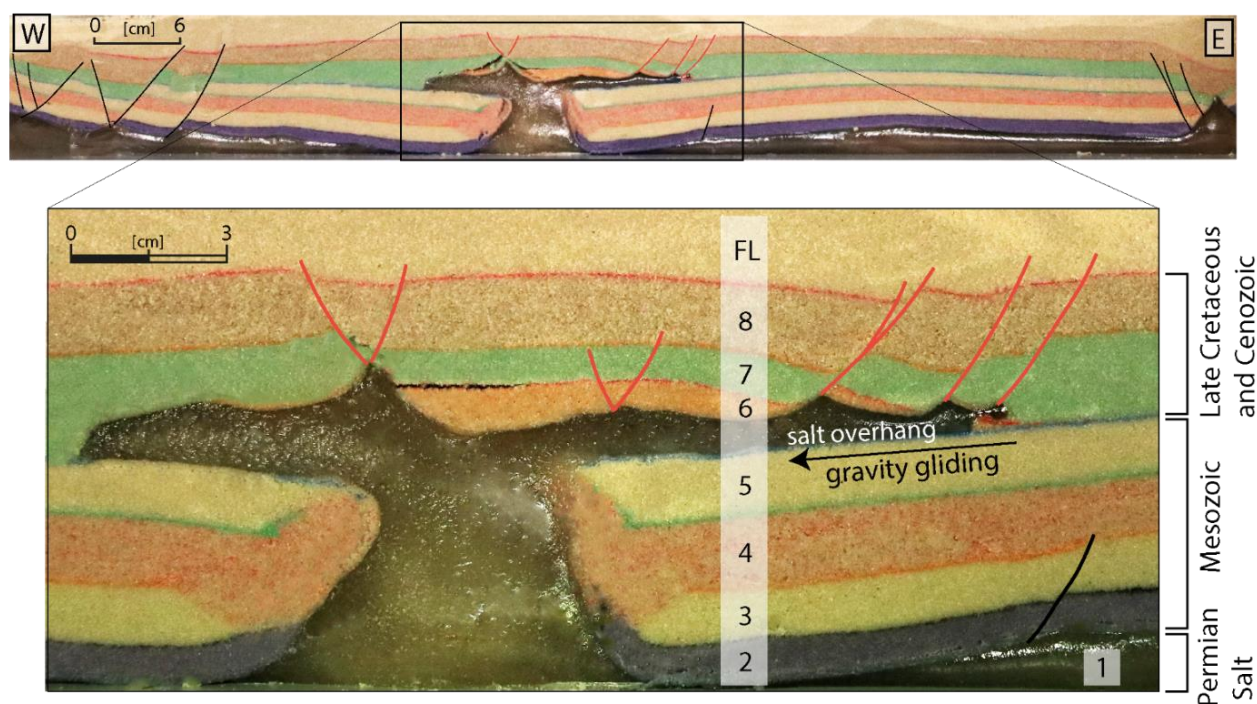 W
0 [cm] 6
E
0 [cm] 3
FL
8
7
6
5
4
3
2
1
salt overhang
gravity gliding
Late Cretaceous
and Cenozoic
Mesozoic
Permian
Salt